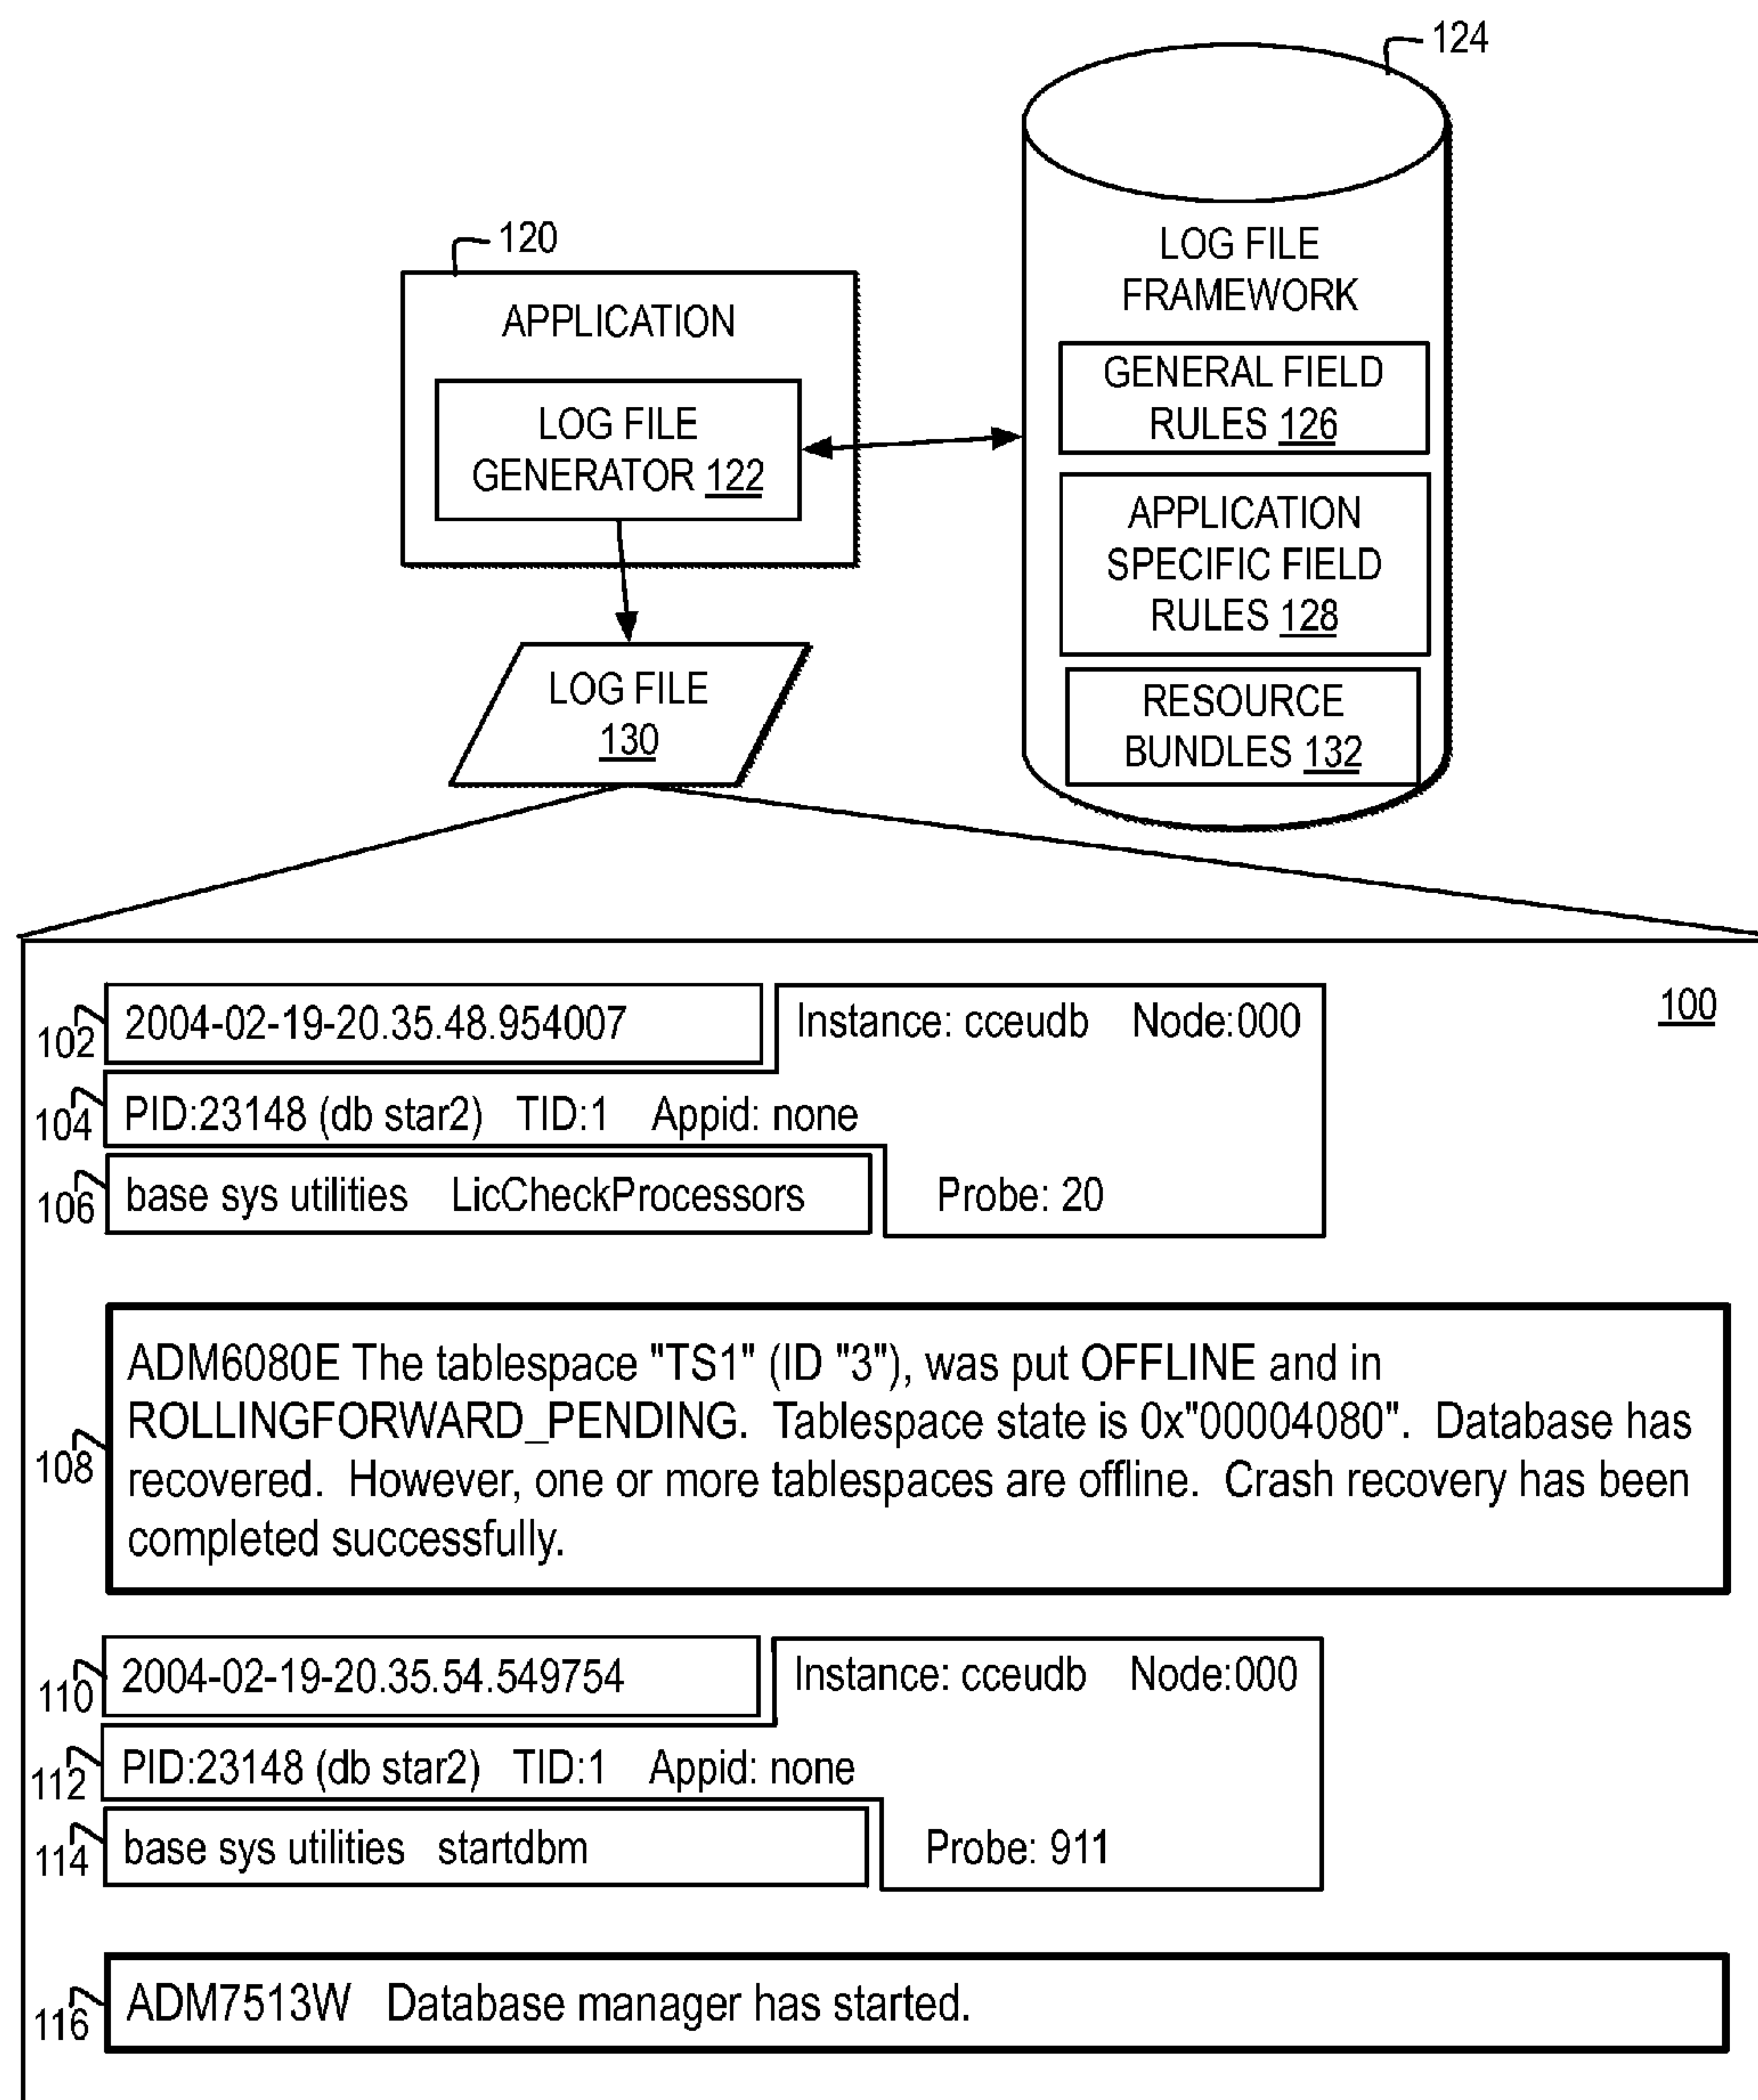 124
120
LOG FILE
FRAMEWORK
APPLICATION
GENERAL FIELD
RULES 126
LOG FILE
GENERATOR 122
APPLICATION
SPECIFIC FIELD
RULES 128
LOG FILE
130
RESOURCE
BUNDLES 132
100
102 2004-02-19-20.35.48.954007 Instance: cceudb Node:000
104 PID:23148 (db star2) TID:1 Appid: none
106 base sys utilities LicCheckProcessors Probe: 20
108
ADM6080E The tablespace "TS1" (ID "3"), was put OFFLINE and in
ROLLINGFORWARD_PENDING. Tablespace state is 0x"00004080". Database has
recovered. However, one or more tablespaces are offline. Crash recovery has been
completed successfully.
110 2004-02-19-20.35.54.549754 Instance: cceudb Node:000
112 PID:23148 (db star2) TID:1 Appid: none
114 base sys utilities startdbm Probe: 911
116 ADM7513W Database manager has started.